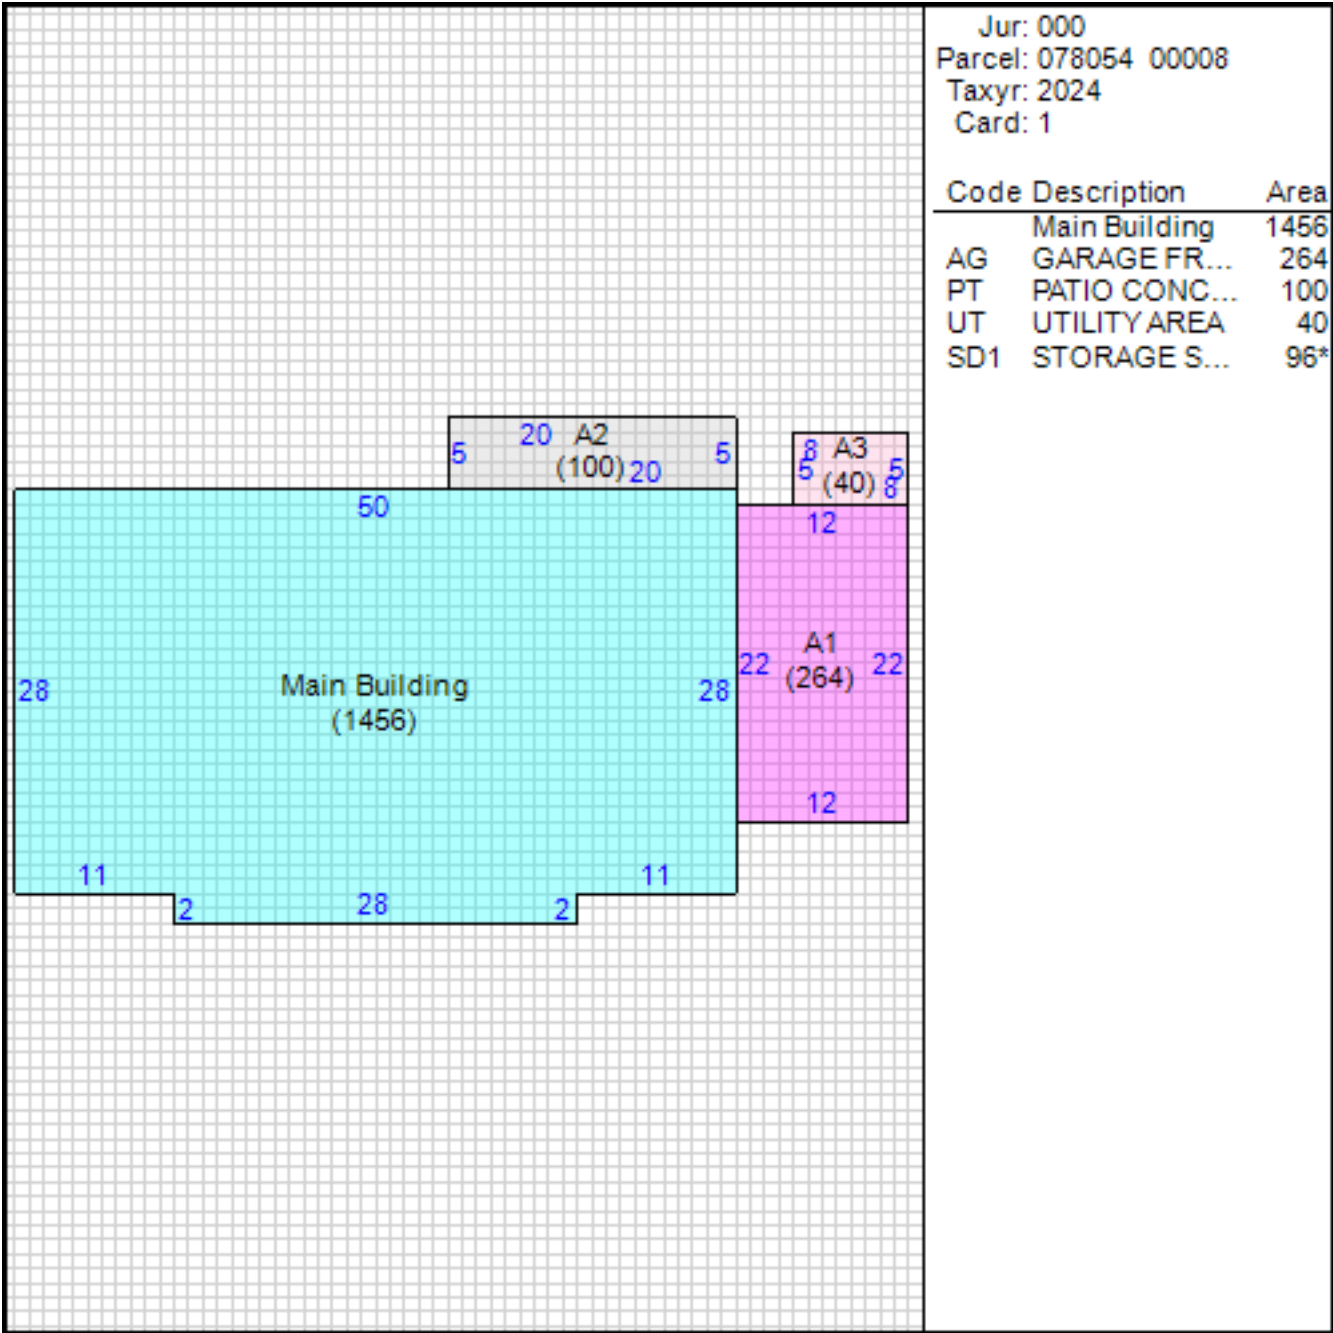 Jur: 000
Parcel: 078054 00008
Taxyr: 2024
Card: 1
Code Description Area
Main Building 1456
AG GARAGE FR... 264
PT PATIO CONC... 100
UT UTILITY AREA 40
SD1 STORAGE S... 96*
20 A2
5 5
(100) 20
8 A3
5 5
(40) 8
50
12
A1
22 (264) 22
28 Main Building 28
(1456)
12
11 11
2 28 2